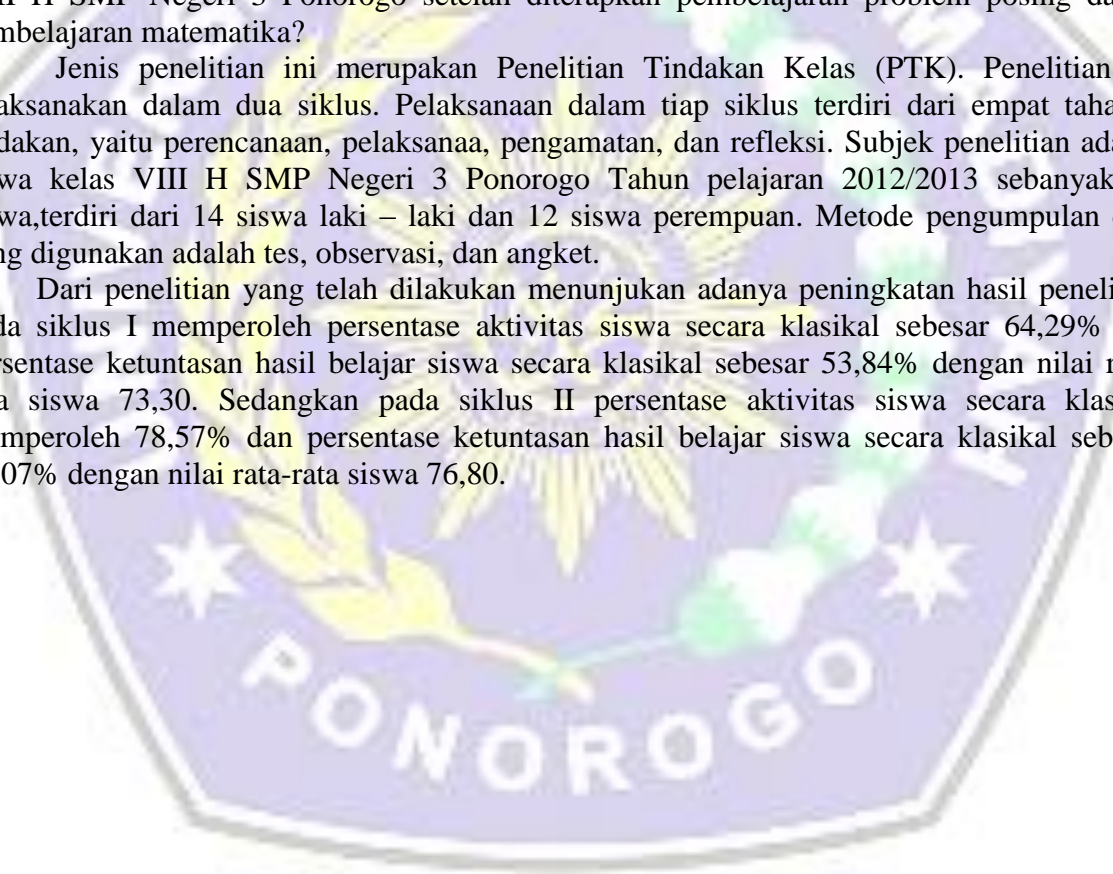 H SMP Negeri 3 Ponorogo setelah diterapkan pembelajaran problem posing
mbelajaran matematika?
Jenis penelitian ini merupakan Penelitian Tindakan Kelas (PTK). Penelitian
aksanakan dalam dua siklus. Pelaksanaan dalam tiap siklus terdiri dari empat taha
dakan, yaitu perencanaan, pelaksanaa, pengamatan, dan refleksi. Subjek penelitian ada
wa kelas VIII H SMP Negeri 3 Ponorogo Tahun pelajaran 2012/2013 sebanyak
wa,terdiri dari 14 siswa laki – laki dan 12 siswa perempuan. Metode pengumpulan
ng digunakan adalah tes, observasi, dan angket.
Dari penelitian yang telah dilakukan menunjukan adanya peningkatan hasil peneli
da siklus I memperoleh persentase aktivitas siswa secara klasikal sebesar 64,29%
rsentase ketuntasan hasil belajar siswa secara klasikal sebesar 53,84% dengan nilai
a siswa 73,30. Sedangkan pada siklus II persentase aktivitas siswa secara klas
mperoleh 78,57% dan persentase ketuntasan hasil belajar siswa secara klasikal seb
,07% dengan nilai rata-rata siswa 76,80.
PONOROGO